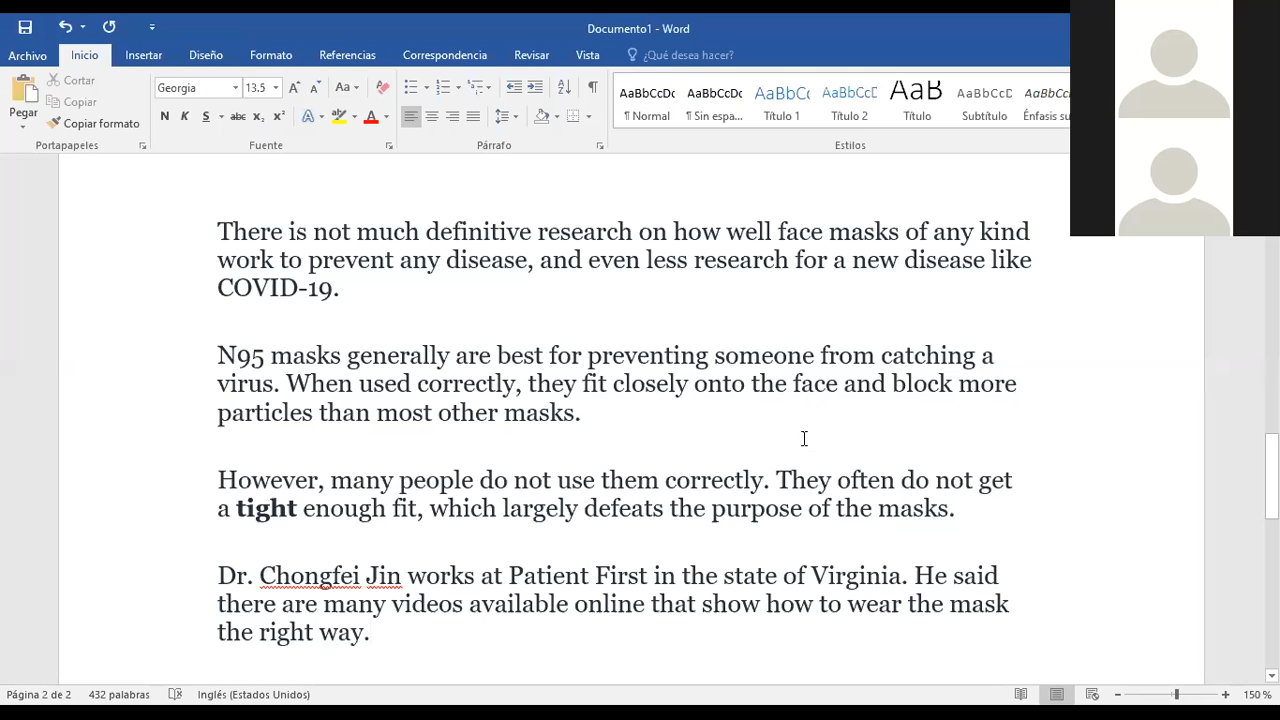 Documento1 - Word
Archivo Inicio Insertar Diseño Formato Referencias Correspondencia Revisar Vista ¿Qué desea hacer?
Pegar
Cortar
Copiar
Copiar formato
Portapapeles
Georgia 13.5
N K S abc x₂ x²
Fuente
Párrafo
AaBbCcDc AaBbCcDc AaBbCc AaBbCcD AaB AaBbCcD AaBbCcD
¶ Normal ¶ Sin espa... Título 1 Título 2 Título Subtítulo Énfasis su
Estilos
There is not much definitive research on how well face masks of any kind
work to prevent any disease, and even less research for a new disease like
COVID-19.
N95 masks generally are best for preventing someone from catching a
virus. When used correctly, they fit closely onto the face and block more
particles than most other masks.
However, many people do not use them correctly. They often do not get
a tight enough fit, which largely defeats the purpose of the masks.
Dr. Chongfei Jin works at Patient First in the state of Virginia. He said
there are many videos available online that show how to wear the mask
the right way.
Página 2 de 2 432 palabras Inglés (Estados Unidos) 150 %